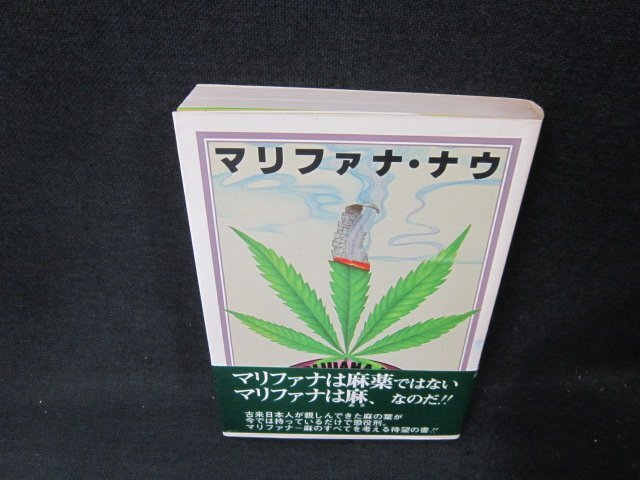 マリファナ・ナウ
マリファナは麻薬ではない
マリファナは麻、なのだ!!
古来日本人が親しんできた麻の葉が
今では持っているだけで懲役刑。
マリファナ―麻のすべてを考える待望の書!!